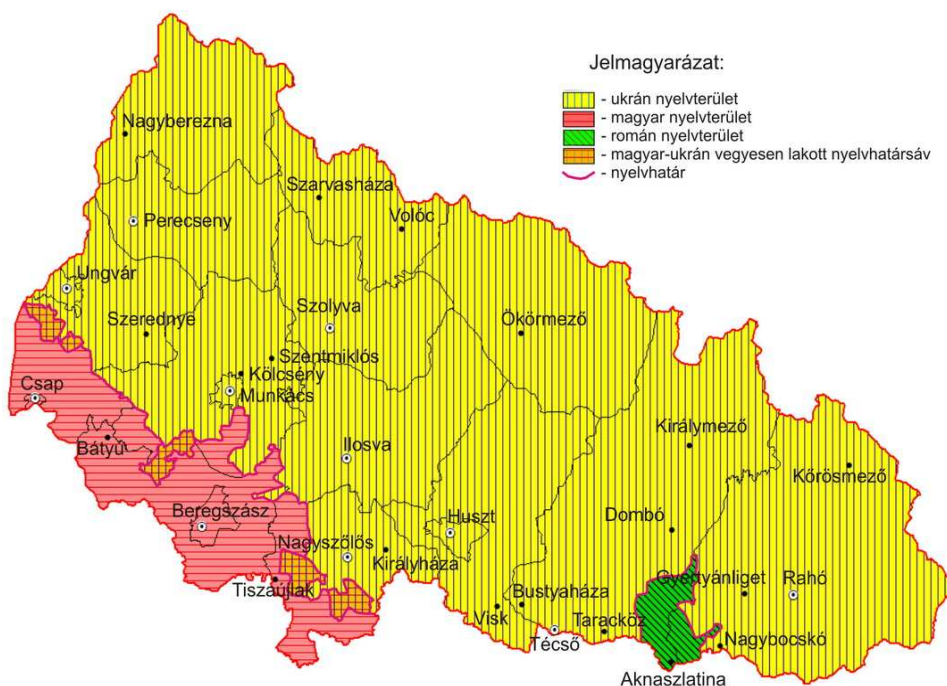 Jelmagyarázat:
- ukrán nyelvterület
- magyar nyelvterület
- román nyelvterület
- magyar-ukrán vegyesen lakott nyelvhatársáv
- nyelvhatár
Nagyberezna
Szarvasháza
Perecseny
Volóc
Ungvár
Szerednye
Szolyva
Ökörmező
Szentmiklós
Kölcsény
Csap
Munkács
Bátyú
Ilosva
Királymező
Kőrösmező
Beregszász
Huszt
Dombó
Nagyszőlős
Királyháza
Tiszaújlak
Gyertyánliget
Rahó
Bustyaháza
Visk
Taracköz
Técső
Nagybocskó
Aknaszlatina